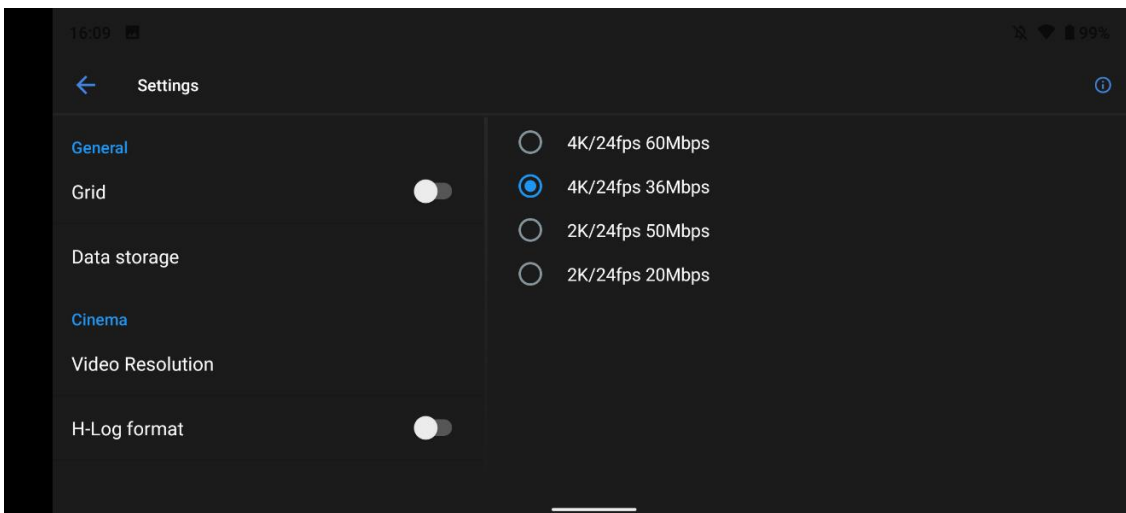 16:09
99%
Settings
General
Grid
Data storage
Cinema
Video Resolution
H-Log format
4K/24fps 60Mbps
4K/24fps 36Mbps
2K/24fps 50Mbps
2K/24fps 20Mbps